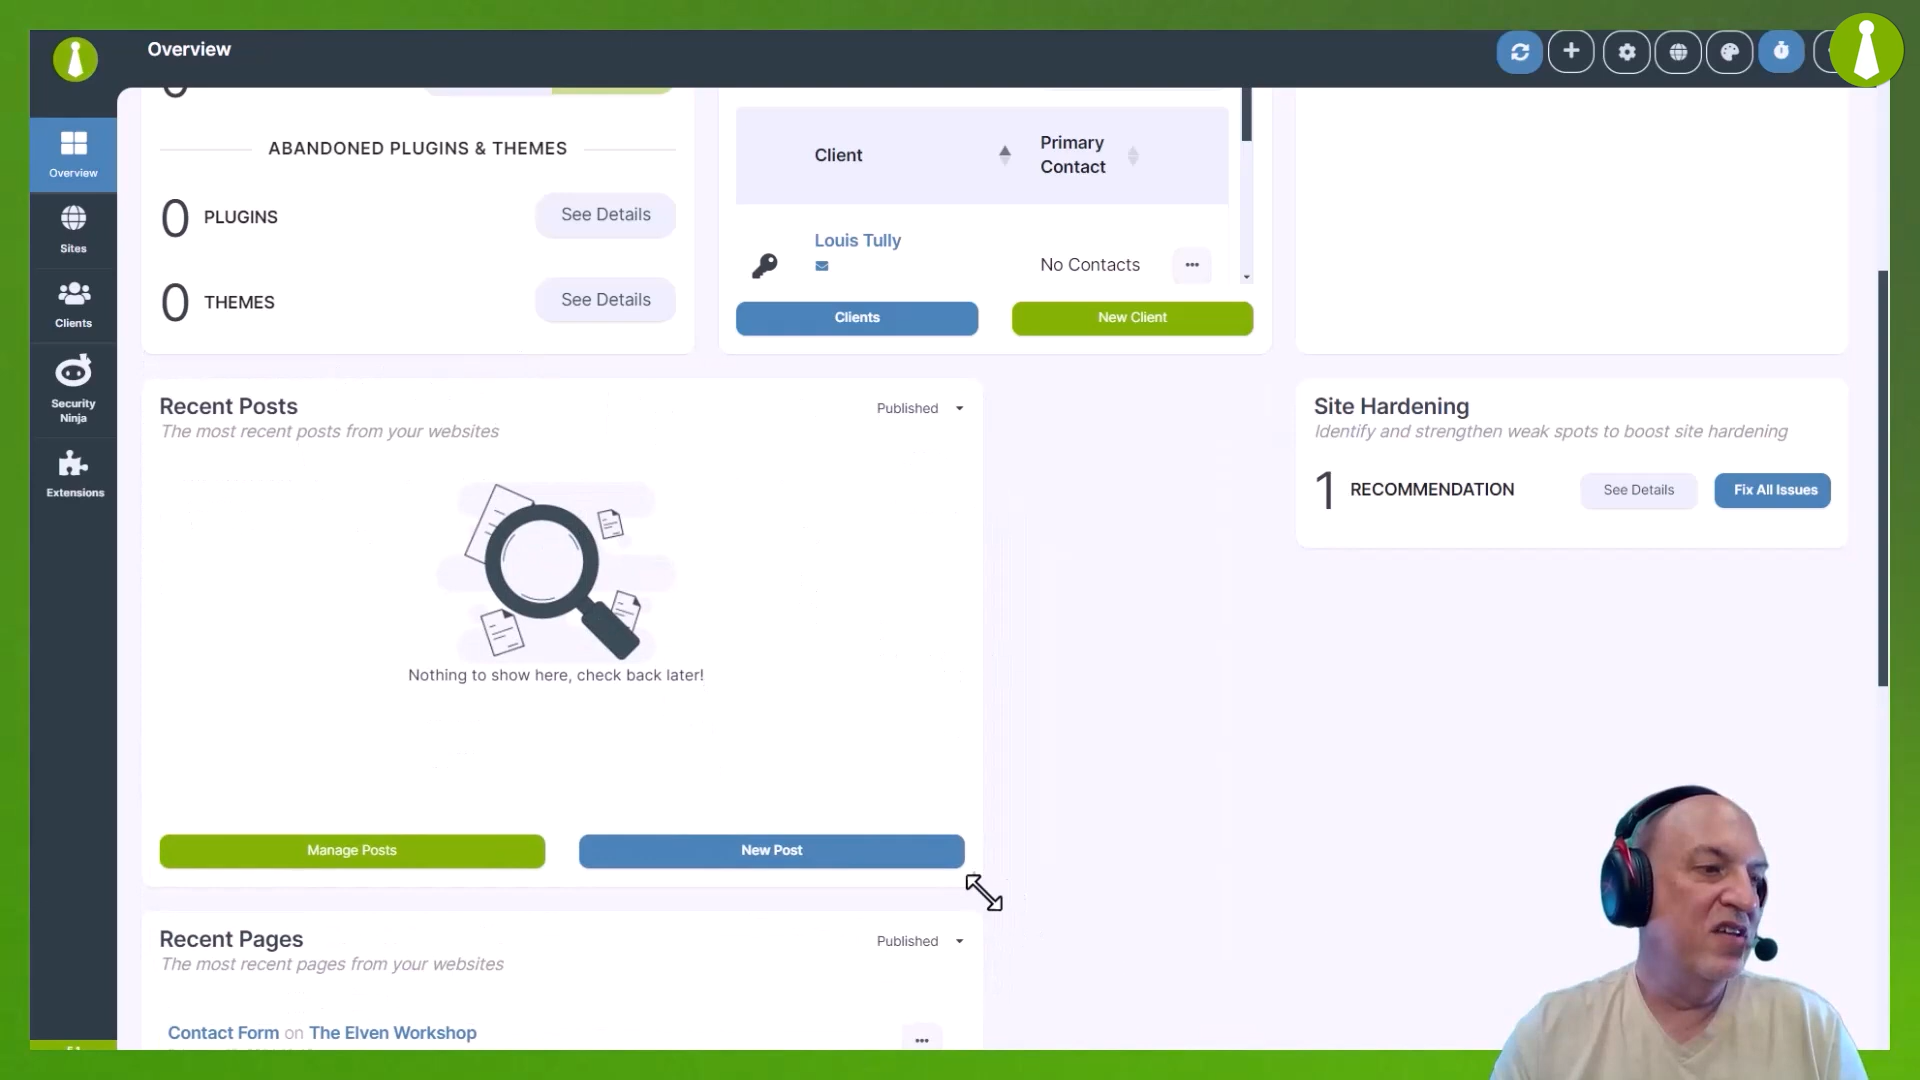 Overview
Overview
Sites
Clients
Security
Ninja
Extensions
ABANDONED PLUGINS & THEMES
0 PLUGINS See Details
0 THEMES See Details
Client
Primary
Contact
Louis Tully
No Contacts
Clients
New Client
Recent Posts
Published
The most recent posts from your websites
Nothing to show here, check back later!
Manage Posts
New Post
Site Hardening
Identify and strengthen weak spots to boost site hardening
1 RECOMMENDATION See Details Fix All Issues
Recent Pages
Published
The most recent pages from your websites
Contact Form on The Elven Workshop